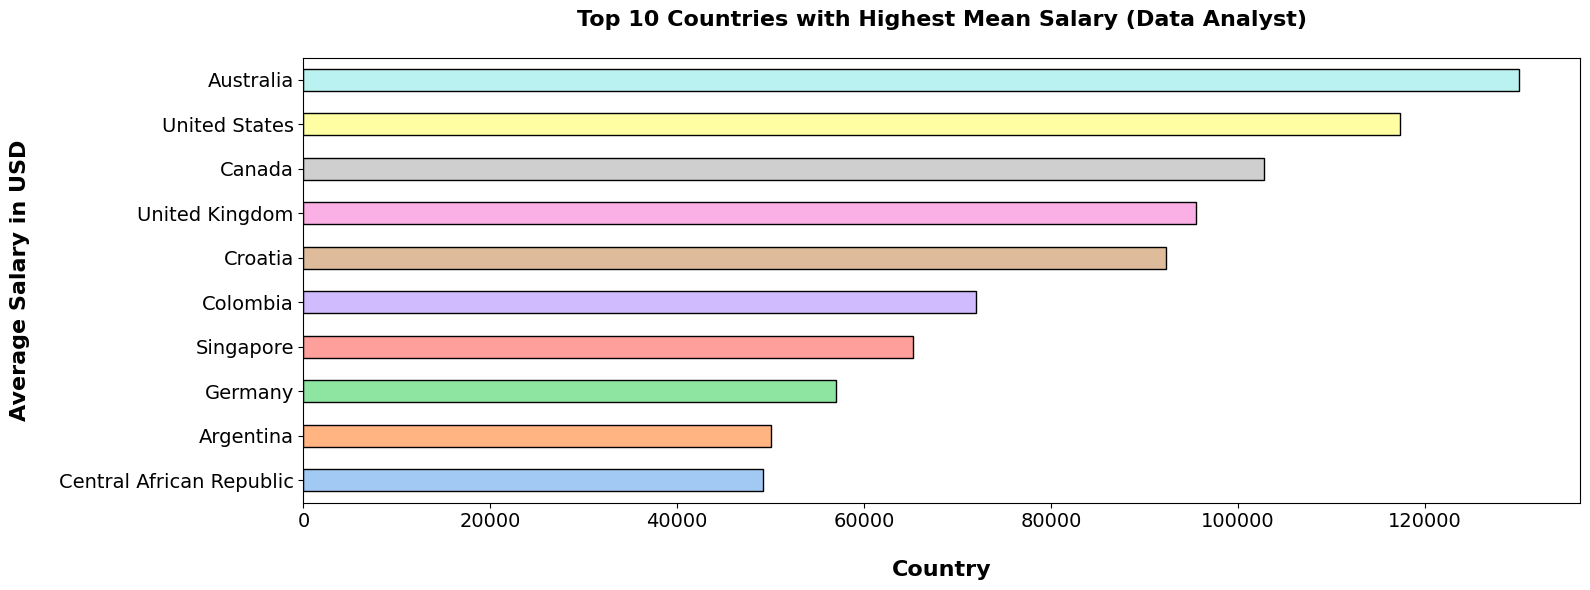 Top 10 Countries with Highest Mean Salary (Data Analyst)
Average Salary in USD
Australia
United States
Canada
United Kingdom
Croatia
Colombia
Singapore
Germany
Argentina
Central African Republic
0 20000 40000 60000 80000 100000 120000
Country